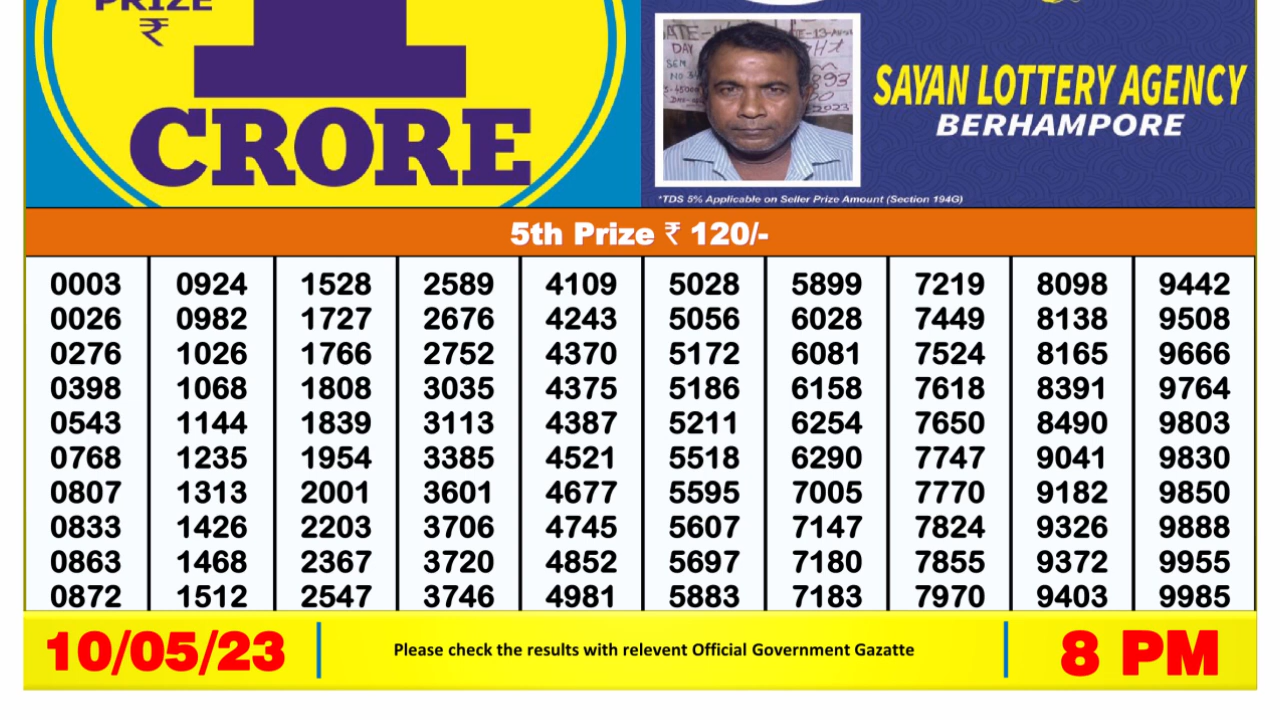 PRIZE
₹
1
CRORE
DAY
2023
SAYAN LOTTERY AGENCY
BERHAMPORE
*TDS 5% Applicable on Seller Prize Amount (Section 194G)
5th Prize ₹ 120/-
0003 0924 1528 2589 4109 5028 5899 7219 8098 9442
0026 0982 1727 2676 4243 5056 6028 7449 8138 9508
0276 1026 1766 2752 4370 5172 6081 7524 8165 9666
0398 1068 1808 3035 4375 5186 6158 7618 8391 9764
0543 1144 1839 3113 4387 5211 6254 7650 8490 9803
0768 1235 1954 3385 4521 5518 6290 7747 9041 9830
0807 1313 2001 3601 4677 5595 7005 7770 9182 9850
0833 1426 2203 3706 4745 5607 7147 7824 9326 9888
0863 1468 2367 3720 4852 5697 7180 7855 9372 9955
0872 1512 2547 3746 4981 5883 7183 7970 9403 9985
10/05/23 Please check the results with relevent Official Government Gazatte 8 PM